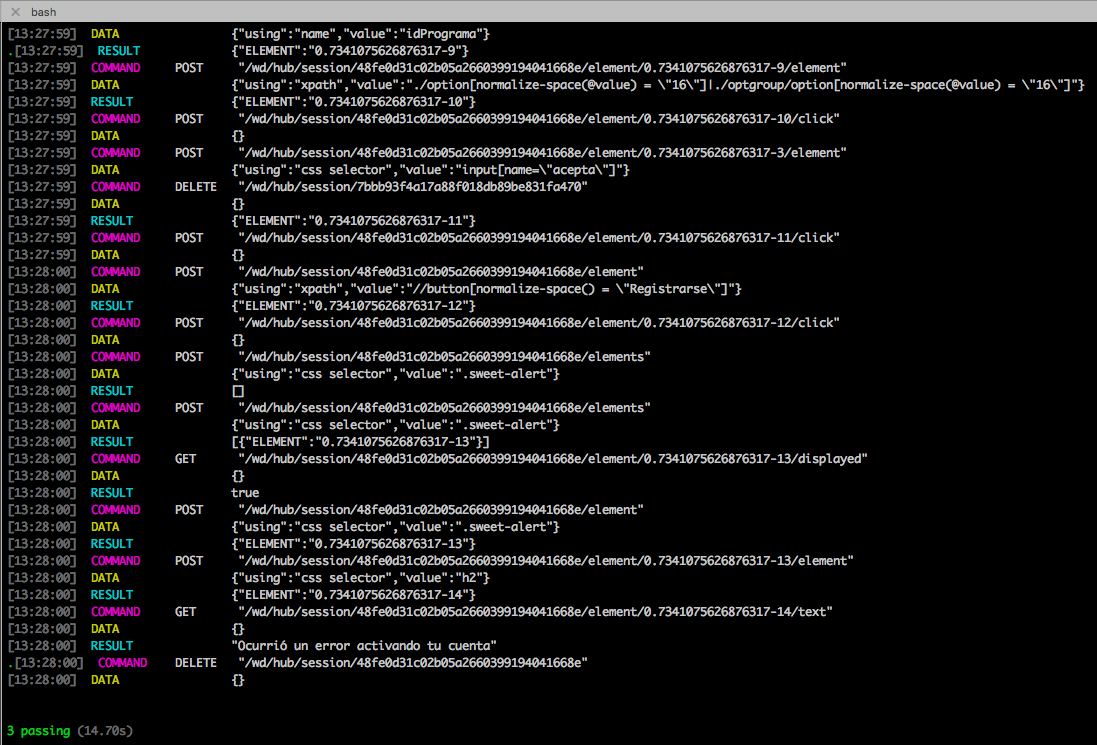 × bash
[13:27:59] DATA {"using":"name","value":"idPrograma"}
.[13:27:59] RESULT {"ELEMENT":"0.7341075626876317-9"}
[13:27:59] COMMAND POST "/wd/hub/session/48fe0d31c02b05a2660399194041668e/element/0.7341075626876317-9/element"
[13:27:59] DATA {"using":"xpath","value":"./option[normalize-space(@value) = \"16\"]|./optgroup/option[normalize-space(@value) = \"16\"]"}
[13:27:59] RESULT {"ELEMENT":"0.7341075626876317-10"}
[13:27:59] COMMAND POST "/wd/hub/session/48fe0d31c02b05a2660399194041668e/element/0.7341075626876317-10/click"
[13:27:59] DATA {}
[13:27:59] COMMAND POST "/wd/hub/session/48fe0d31c02b05a2660399194041668e/element/0.7341075626876317-3/element"
[13:27:59] DATA {"using":"css selector","value":"input[name=\"acepta\"]"}
[13:27:59] COMMAND DELETE "/wd/hub/session/7bbb93f4a17a88f018db89be831fa470"
[13:27:59] DATA {}
[13:27:59] RESULT {"ELEMENT":"0.7341075626876317-11"}
[13:27:59] COMMAND POST "/wd/hub/session/48fe0d31c02b05a2660399194041668e/element/0.7341075626876317-11/click"
[13:27:59] DATA {}
[13:28:00] COMMAND POST "/wd/hub/session/48fe0d31c02b05a2660399194041668e/element"
[13:28:00] DATA {"using":"xpath","value":"//button[normalize-space() = \"Registrarse\"]"}
[13:28:00] RESULT {"ELEMENT":"0.7341075626876317-12"}
[13:28:00] COMMAND POST "/wd/hub/session/48fe0d31c02b05a2660399194041668e/element/0.7341075626876317-12/click"
[13:28:00] DATA {}
[13:28:00] COMMAND POST "/wd/hub/session/48fe0d31c02b05a2660399194041668e/elements"
[13:28:00] DATA {"using":"css selector","value":".sweet-alert"}
[13:28:00] RESULT []
[13:28:00] COMMAND POST "/wd/hub/session/48fe0d31c02b05a2660399194041668e/elements"
[13:28:00] DATA {"using":"css selector","value":".sweet-alert"}
[13:28:00] RESULT [{"ELEMENT":"0.7341075626876317-13"}]
[13:28:00] COMMAND GET "/wd/hub/session/48fe0d31c02b05a2660399194041668e/element/0.7341075626876317-13/displayed"
[13:28:00] DATA {}
[13:28:00] RESULT true
[13:28:00] COMMAND POST "/wd/hub/session/48fe0d31c02b05a2660399194041668e/element"
[13:28:00] DATA {"using":"css selector","value":".sweet-alert"}
[13:28:00] RESULT {"ELEMENT":"0.7341075626876317-13"}
[13:28:00] COMMAND POST "/wd/hub/session/48fe0d31c02b05a2660399194041668e/element/0.7341075626876317-13/element"
[13:28:00] DATA {"using":"css selector","value":"h2"}
[13:28:00] RESULT {"ELEMENT":"0.7341075626876317-14"}
[13:28:00] COMMAND GET "/wd/hub/session/48fe0d31c02b05a2660399194041668e/element/0.7341075626876317-14/text"
[13:28:00] DATA {}
[13:28:00] RESULT "Ocurrió un error activando tu cuenta"
.[13:28:00] COMMAND DELETE "/wd/hub/session/48fe0d31c02b05a2660399194041668e"
[13:28:00] DATA {}
3 passing (14.70s)